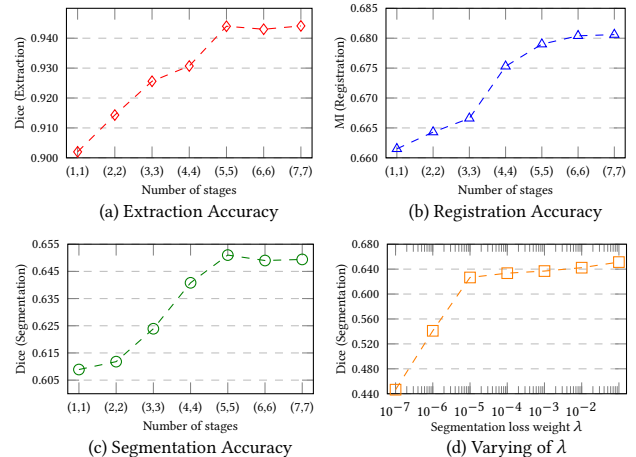 0.940
0.930
0.920
0.910
0.900
Dice (Extraction)
(1,1) (2,2) (3,3) (4,4) (5,5) (6,6) (7,7)
Number of stages
(a) Extraction Accuracy
0.685
0.680
0.675
0.670
0.665
0.660
MI (Registration)
(1,1) (2,2) (3,3) (4,4) (5,5) (6,6) (7,7)
Number of stages
(b) Registration Accuracy
0.655
0.645
0.635
0.625
0.615
0.605
Dice (Segmentation)
(1,1) (2,2) (3,3) (4,4) (5,5) (6,6) (7,7)
Number of stages
(c) Segmentation Accuracy
0.680
0.640
0.600
0.560
0.520
0.480
0.440
Dice (Segmentation)
10⁻⁷ 10⁻⁶ 10⁻⁵ 10⁻⁴ 10⁻³ 10⁻²
Segmentation loss weight λ
(d) Varying of λ